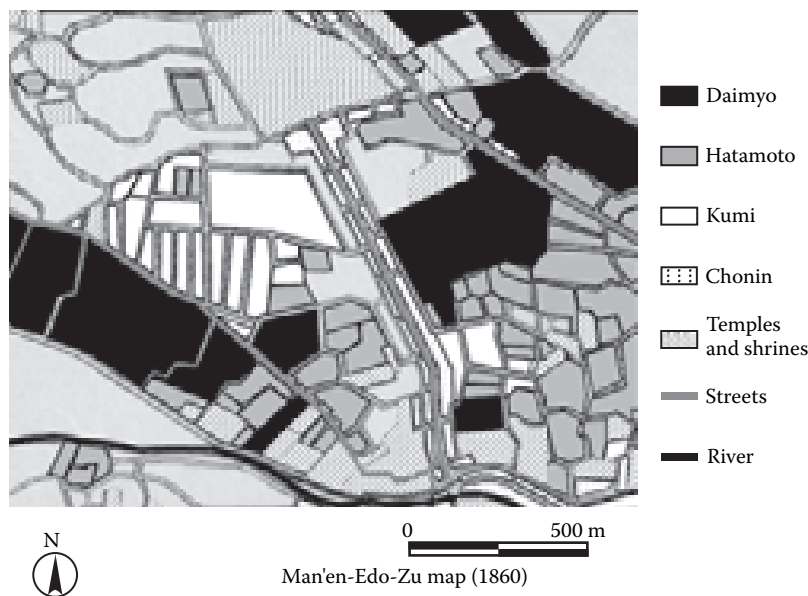 Daimyo
Hatamoto
Kumi
Chonin
Temples
and shrines
Streets
River
N
0 500 m
Man'en-Edo-Zu map (1860)